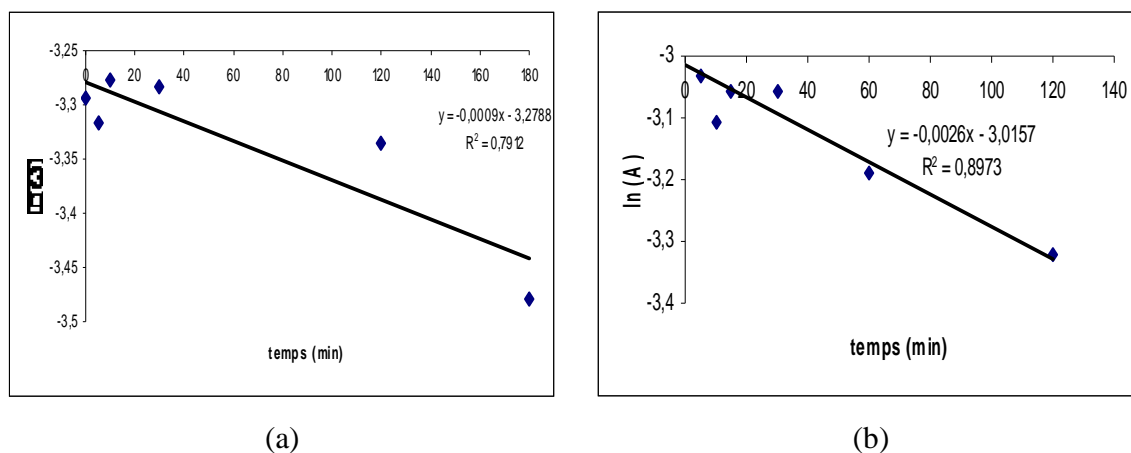 -3,25
0 20 40 60 80 100 120 140 160 180
-3,3
-3,35
-3,4
-3,45
-3,5
y = -0,0009x - 3,2788
R² = 0,7912
temps (min)
(a)
-3
0 20 40 60 80 100 120 140
-3,1
-3,2
-3,3
-3,4
ln (A )
y = -0,0026x - 3,0157
R² = 0,8973
temps (min)
(b)